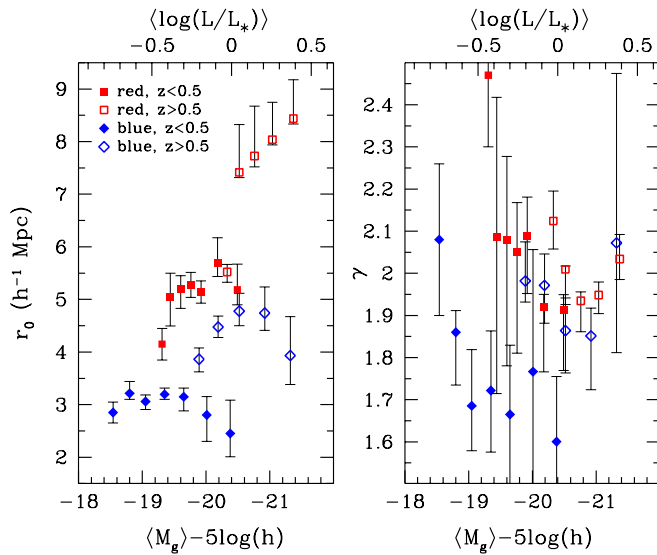 ⟨log(L/L*)⟩ ⟨log(L/L*)⟩
−0.5 0 0.5 −0.5 0 0.5
red, z<0.5
red, z>0.5
blue, z<0.5
blue, z>0.5
9
8
7
6
5
4
3
2
r₀ (h⁻¹ Mpc)
2.4
2.3
2.2
2.1
2
1.9
1.8
1.7
1.6
γ
−18 −19 −20 −21 −18 −19 −20 −21
⟨M_g⟩−5log(h) ⟨M_g⟩−5log(h)